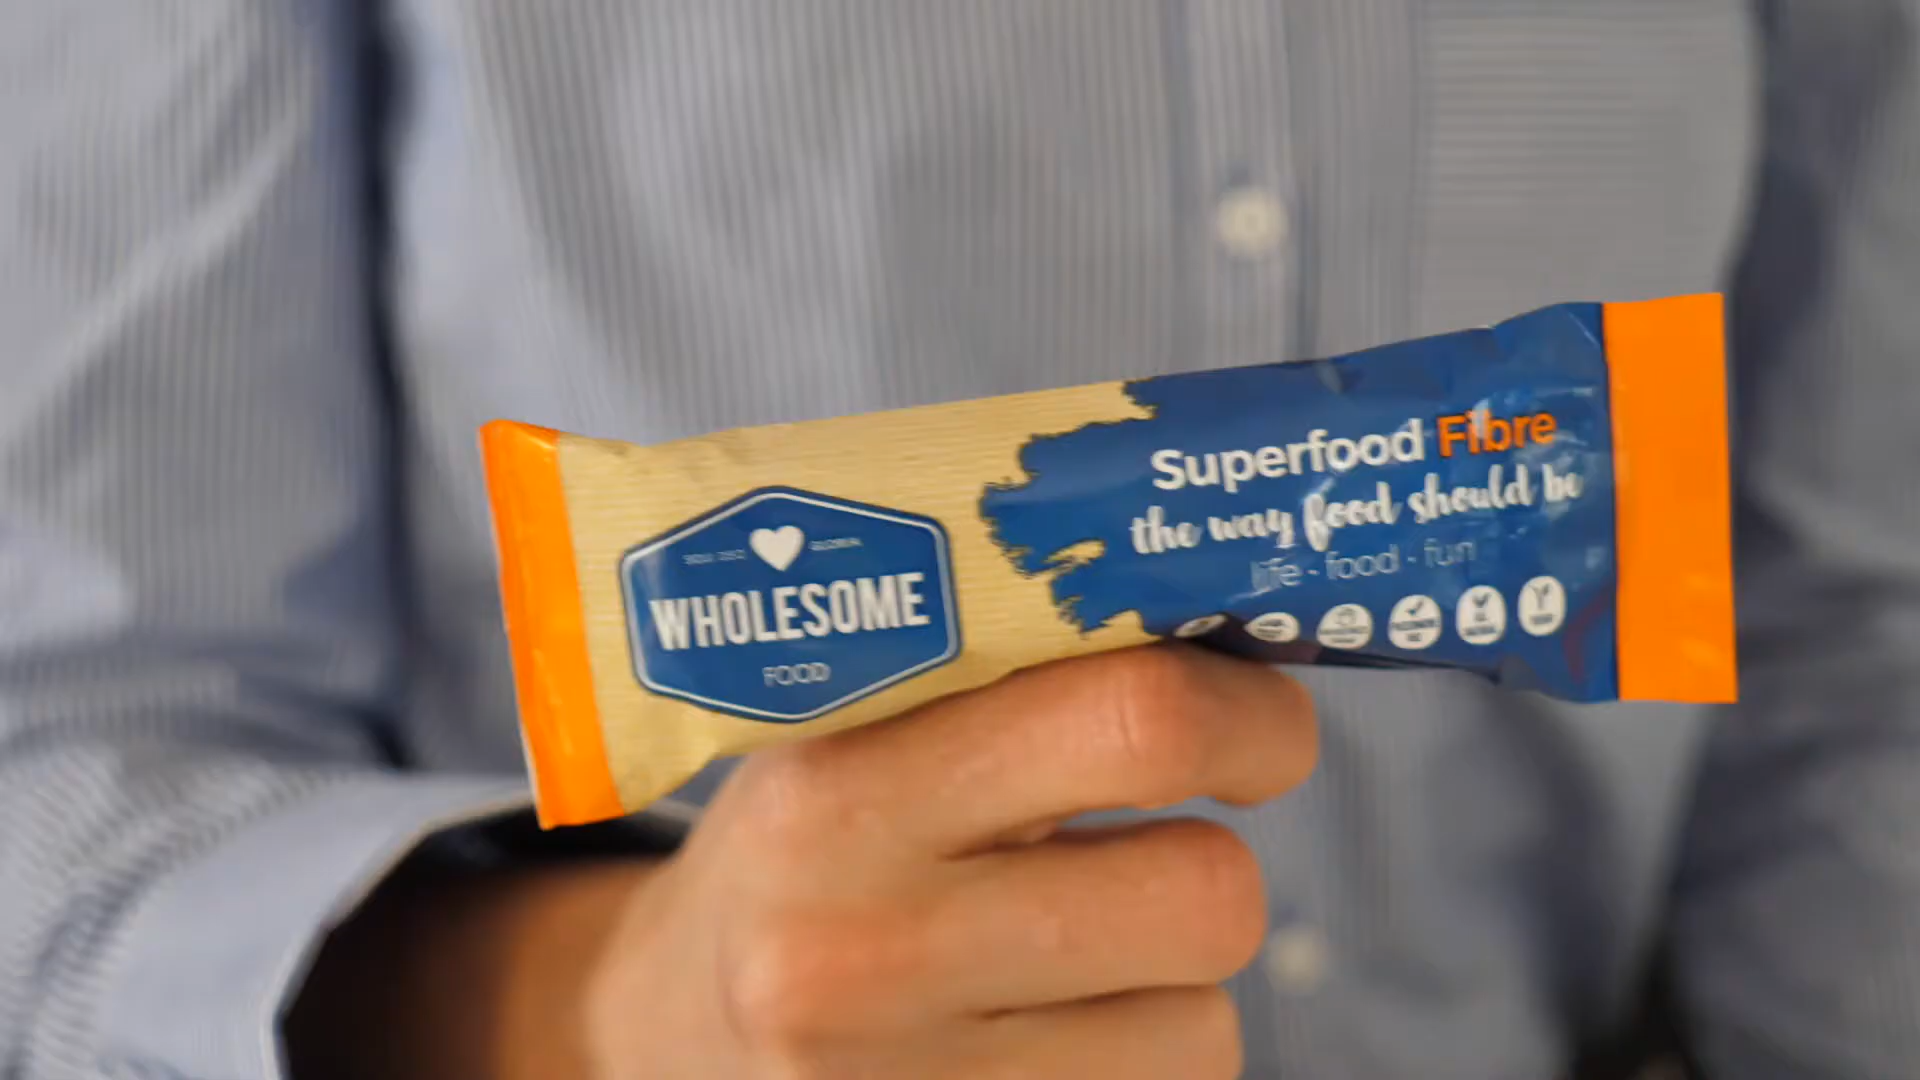 WHOLESOME
FOOD
Superfood Fibre
the way food should be
life · food · fun